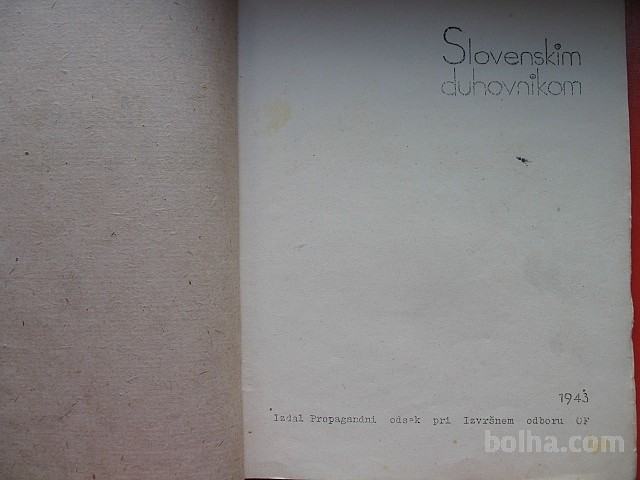 Slovenskim
duhovnikom
1943
Izdal Propagandni odsek pri Izvršnem odboru OF
bolha.com